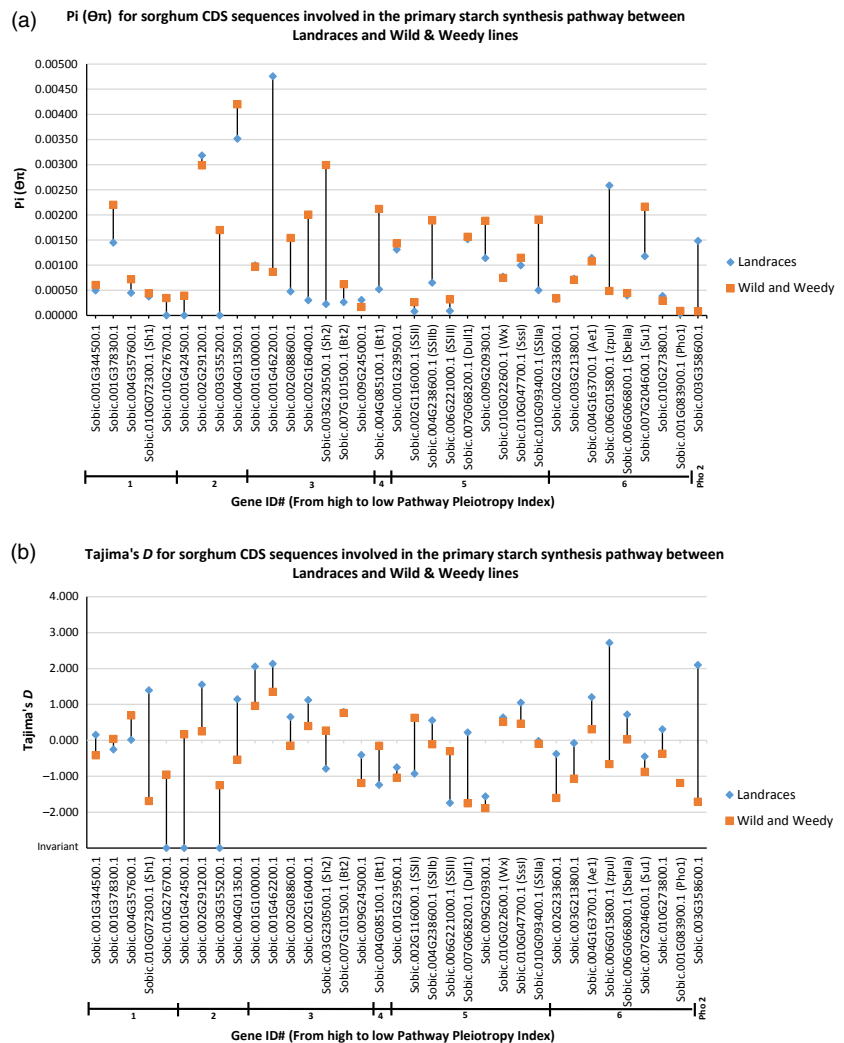 (a)
Pi (Θπ) for sorghum CDS sequences involved in the primary starch synthesis pathway between
Landraces and Wild & Weedy lines
0.00500
0.00450
0.00400
0.00350
0.00300
0.00250
0.00200
0.00150
0.00100
0.00050
0.00000
Pi (Θπ)
Landraces
Wild and Weedy
Sobic.001G344500.1
Sobic.001G378300.1
Sobic.004G357600.1
Sobic.010G072300.1 (Sh1)
Sobic.010G276700.1
Sobic.001G424500.1
Sobic.002G291200.1
Sobic.003G355200.1
Sobic.004G013500.1
Sobic.001G100000.1
Sobic.001G462200.1
Sobic.002G088600.1
Sobic.002G160400.1
Sobic.003G230500.1 (Sh2)
Sobic.007G101500.1 (Bt2)
Sobic.009G245000.1
Sobic.004G085100.1 (Bt1)
Sobic.001G239500.1
Sobic.002G116000.1 (SSII)
Sobic.004G238600.1 (SSIIb)
Sobic.006G221000.1 (SSIII)
Sobic.007G068200.1 (Dull1)
Sobic.009G209300.1
Sobic.010G022600.1 (Wx)
Sobic.010G047700.1 (SssI)
Sobic.010G093400.1 (SSIIa)
Sobic.002G233600.1
Sobic.003G213800.1
Sobic.004G163700.1 (Ae1)
Sobic.006G015800.1 (zpuI)
Sobic.006G066800.1 (SbeIIa)
Sobic.007G204600.1 (Su1)
Sobic.010G273800.1
Sobic.001G083900.1 (Pho1)
Sobic.003G358600.1
1 2 3 4 5 6 Pho 2
Gene ID# (From high to low Pathway Pleiotropy Index)
(b)
Tajima's D for sorghum CDS sequences involved in the primary starch synthesis pathway between
Landraces and Wild & Weedy lines
4.000
3.000
2.000
1.000
0.000
−1.000
−2.000
Invariant
Tajima's D
Landraces
Wild and Weedy
Sobic.001G344500.1
Sobic.001G378300.1
Sobic.004G357600.1
Sobic.010G072300.1 (Sh1)
Sobic.010G276700.1
Sobic.001G424500.1
Sobic.002G291200.1
Sobic.003G355200.1
Sobic.004G013500.1
Sobic.001G100000.1
Sobic.001G462200.1
Sobic.002G088600.1
Sobic.002G160400.1
Sobic.003G230500.1 (Sh2)
Sobic.007G101500.1 (Bt2)
Sobic.009G245000.1
Sobic.004G085100.1 (Bt1)
Sobic.001G239500.1
Sobic.002G116000.1 (SSII)
Sobic.004G238600.1 (SSIIb)
Sobic.006G221000.1 (SSIII)
Sobic.007G068200.1 (Dull1)
Sobic.009G209300.1
Sobic.010G022600.1 (Wx)
Sobic.010G047700.1 (SssI)
Sobic.010G093400.1 (SSIIa)
Sobic.002G233600.1
Sobic.003G213800.1
Sobic.004G163700.1 (Ae1)
Sobic.006G015800.1 (zpuI)
Sobic.006G066800.1 (SbeIIa)
Sobic.007G204600.1 (Su1)
Sobic.010G273800.1
Sobic.001G083900.1 (Pho1)
Sobic.003G358600.1
1 2 3 4 5 6 Pho 2
Gene ID# (From high to low Pathway Pleiotropy Index)